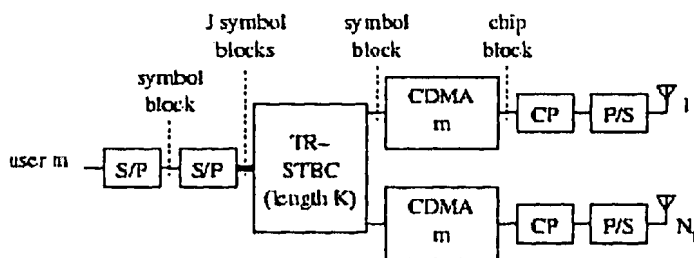 J symbol
blocks
symbol
block
chip
block
symbol
block
CDMA
m
CP
P/S
1
user m
S/P
S/P
TR-
STBC
(length K)
CDMA
m
CP
P/S
N